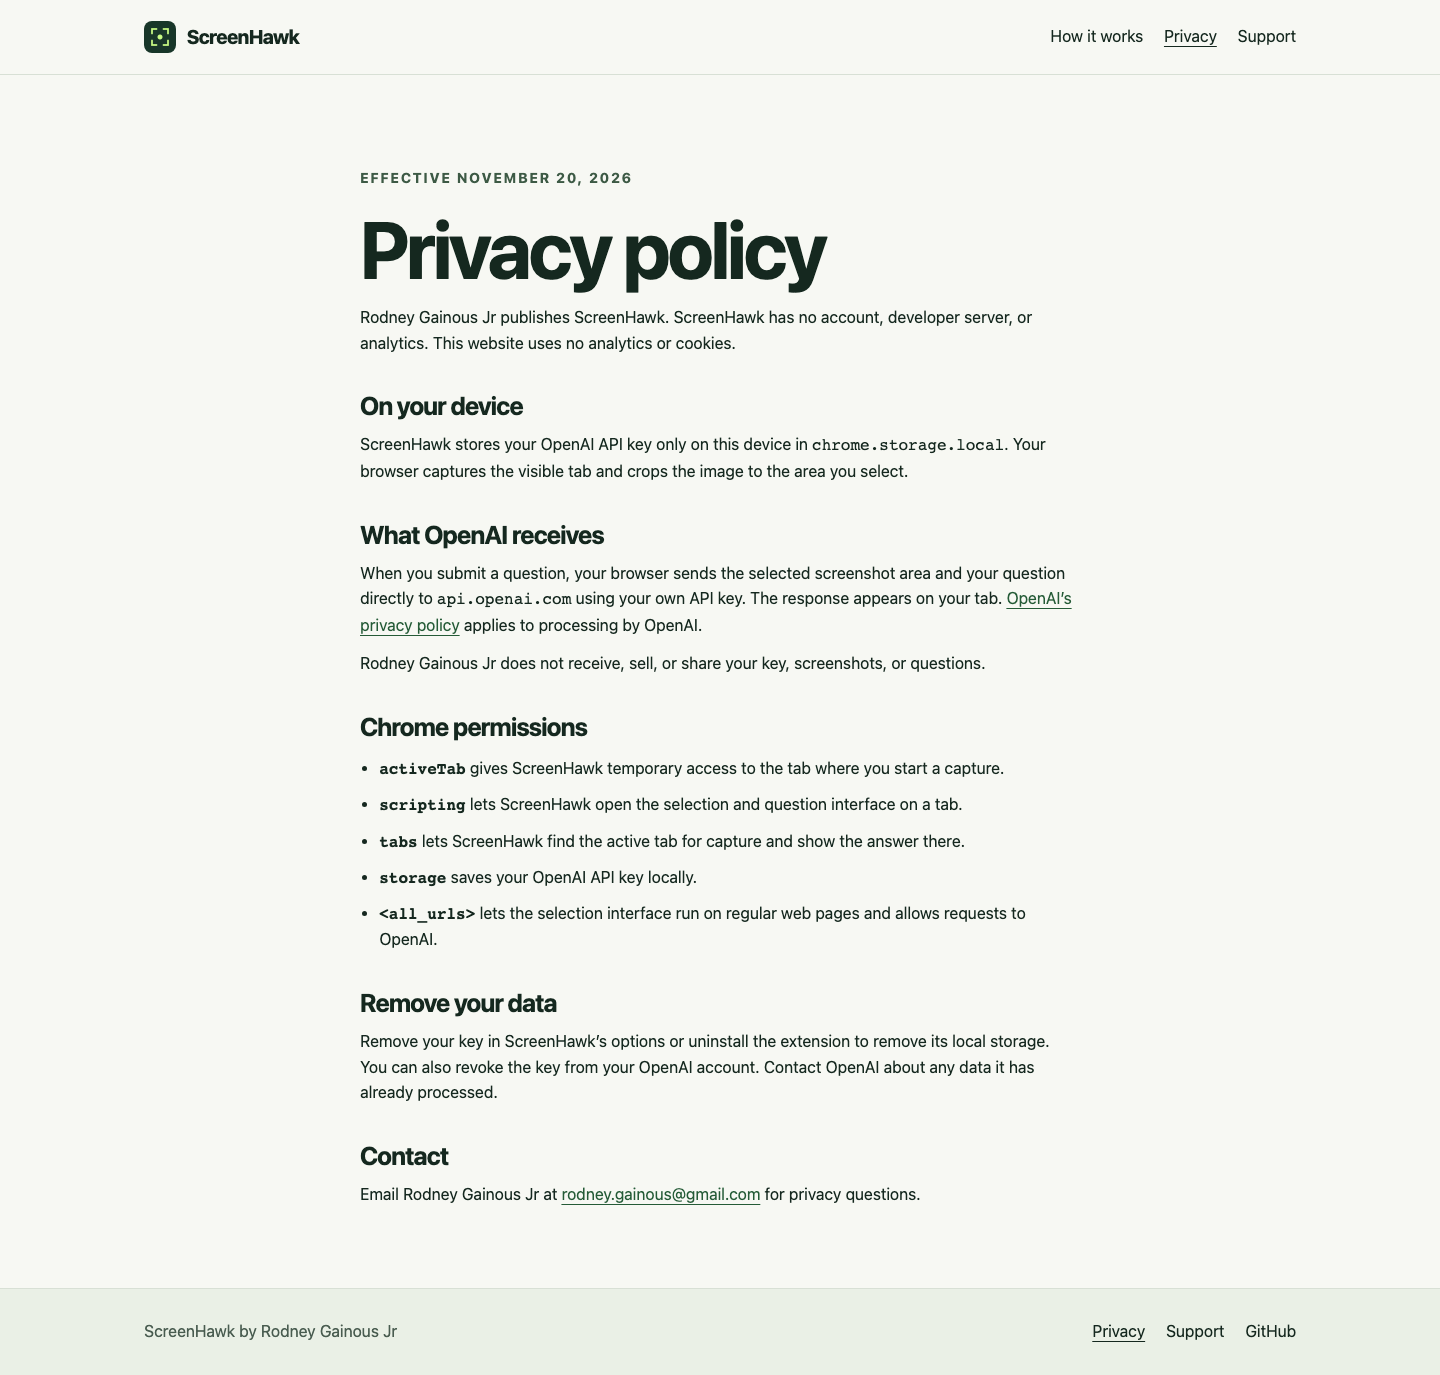 ScreenHawk
How it works Privacy Support
EFFECTIVE NOVEMBER 20, 2026
Privacy policy
Rodney Gainous Jr publishes ScreenHawk. ScreenHawk has no account, developer server, or
analytics. This website uses no analytics or cookies.
On your device
ScreenHawk stores your OpenAI API key only on this device in chrome.storage.local. Your
browser captures the visible tab and crops the image to the area you select.
What OpenAI receives
When you submit a question, your browser sends the selected screenshot area and your question
directly to api.openai.com using your own API key. The response appears on your tab. OpenAI’s
privacy policy applies to processing by OpenAI.
Rodney Gainous Jr does not receive, sell, or share your key, screenshots, or questions.
Chrome permissions
• activeTab gives ScreenHawk temporary access to the tab where you start a capture.
• scripting lets ScreenHawk open the selection and question interface on a tab.
• tabs lets ScreenHawk find the active tab for capture and show the answer there.
• storage saves your OpenAI API key locally.
• <all_urls> lets the selection interface run on regular web pages and allows requests to
OpenAI.
Remove your data
Remove your key in ScreenHawk’s options or uninstall the extension to remove its local storage.
You can also revoke the key from your OpenAI account. Contact OpenAI about any data it has
already processed.
Contact
Email Rodney Gainous Jr at rodney.gainous@gmail.com for privacy questions.
ScreenHawk by Rodney Gainous Jr
Privacy Support GitHub